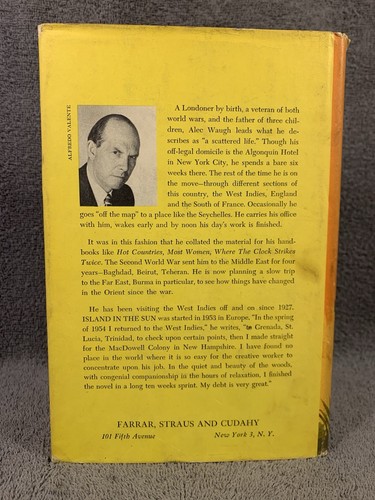 ALFREDO VALENTE
A Londoner by birth, a veteran of both
world wars, and the father of three chil-
dren, Alec Waugh leads what he de-
scribes as "a scattered life." Though his
off-legal domicile is the Algonquin Hotel
in New York City, he spends a bare six
weeks there. The rest of the time he is on
the move—through different sections of
this country, the West Indies, England
and the South of France. Occasionally he
goes "off the map" to a place like the Seychelles. He carries his office
with him, wakes early and by noon his day's work is finished.
It was in this fashion that he collated the material for his hand-
books like Hot Countries, Most Women, Where The Clock Strikes
Twice. The Second World War sent him to the Middle East for four
years—Baghdad, Beirut, Teheran. He is now planning a slow trip
to the Far East, Burma in particular, to see how things have changed
in the Orient since the war.
He has been visiting the West Indies off and on since 1927.
ISLAND IN THE SUN was started in 1953 in Europe. "In the spring
of 1954 I returned to the West Indies," he writes, "to Grenada, St.
Lucia, Trinidad, to check upon certain points, then I made straight
for the MacDowell Colony in New Hampshire. I have found no
place in the world where it is so easy for the creative worker to
concentrate upon his job. In the quiet and beauty of the woods,
with congenial companionship in the hours of relaxation, I finished
the novel in a long ten weeks sprint. My debt is very great."
FARRAR, STRAUS AND CUDAHY
101 Fifth Avenue New York 3, N. Y.